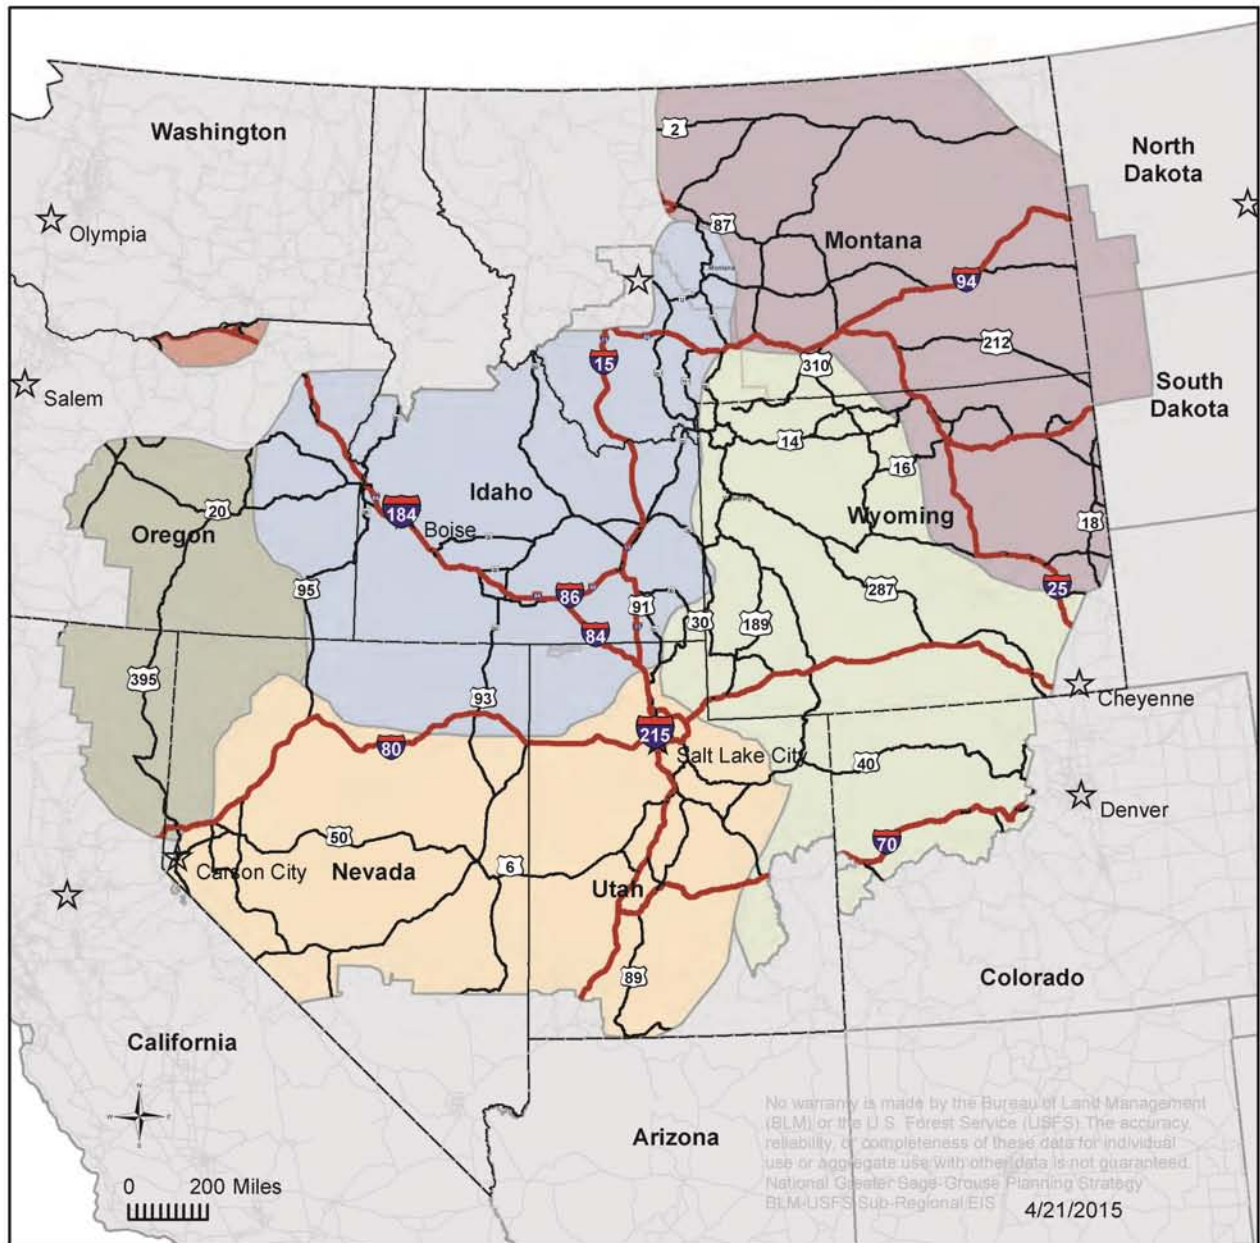 Washington
North
Dakota
2
Olympia
87
Montana
94
212
15
310
Salem
South
Dakota
14
16
Idaho
20
184
Wyoming
Oregon
Boise
18
95
86
287
25
91
84
30
189
395
93
Cheyenne
215
80
Salt Lake City
40
Denver
50
70
6
Carson City
Nevada
Utah
89
Colorado
California
N
W
E
S
No warranty is made by the Bureau of Land Management
(BLM) or the U.S. Forest Service (USFS). The accuracy,
reliability, or completeness of these data for individual
use or aggregate use with other data is not guaranteed.
National Greater Sage-Grouse Planning Strategy
BLM-USFS Sub-Regional EIS
4/21/2015
Arizona
0 200 Miles